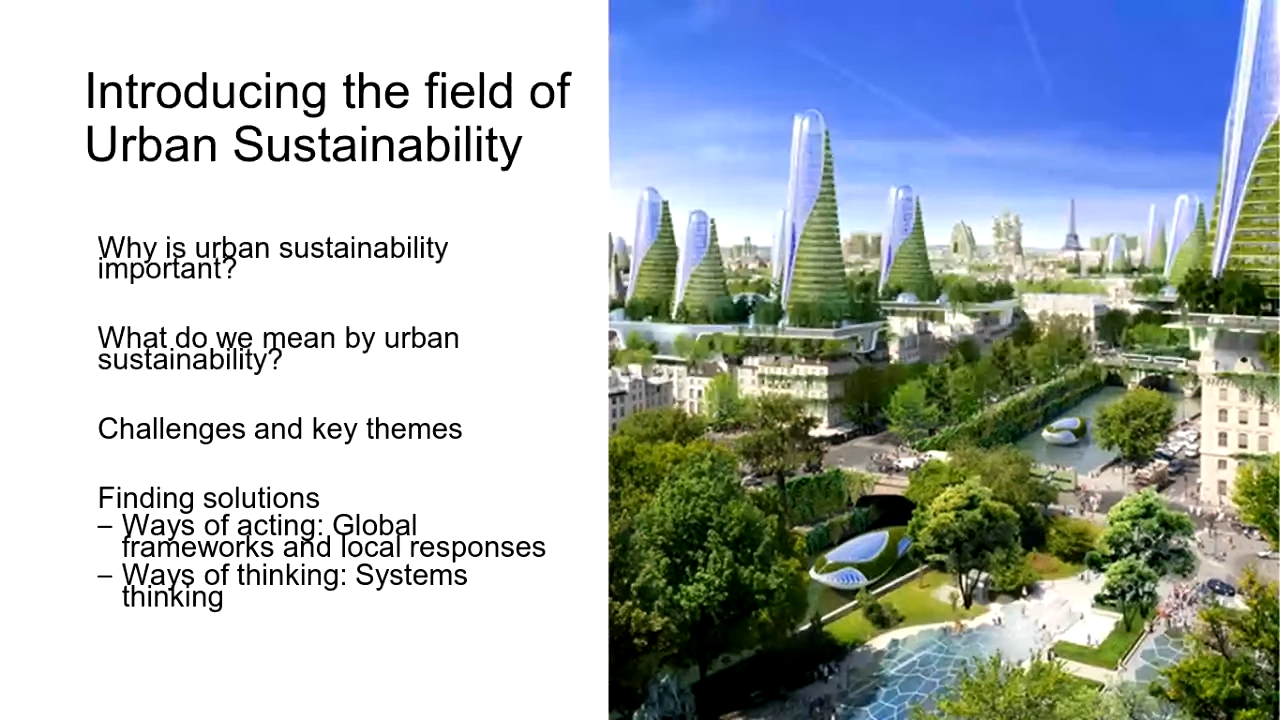 Introducing the field of
Urban Sustainability
Why is urban sustainability
important?
What do we mean by urban
sustainability?
Challenges and key themes
Finding solutions
– Ways of acting: Global
frameworks and local responses
– Ways of thinking: Systems
thinking